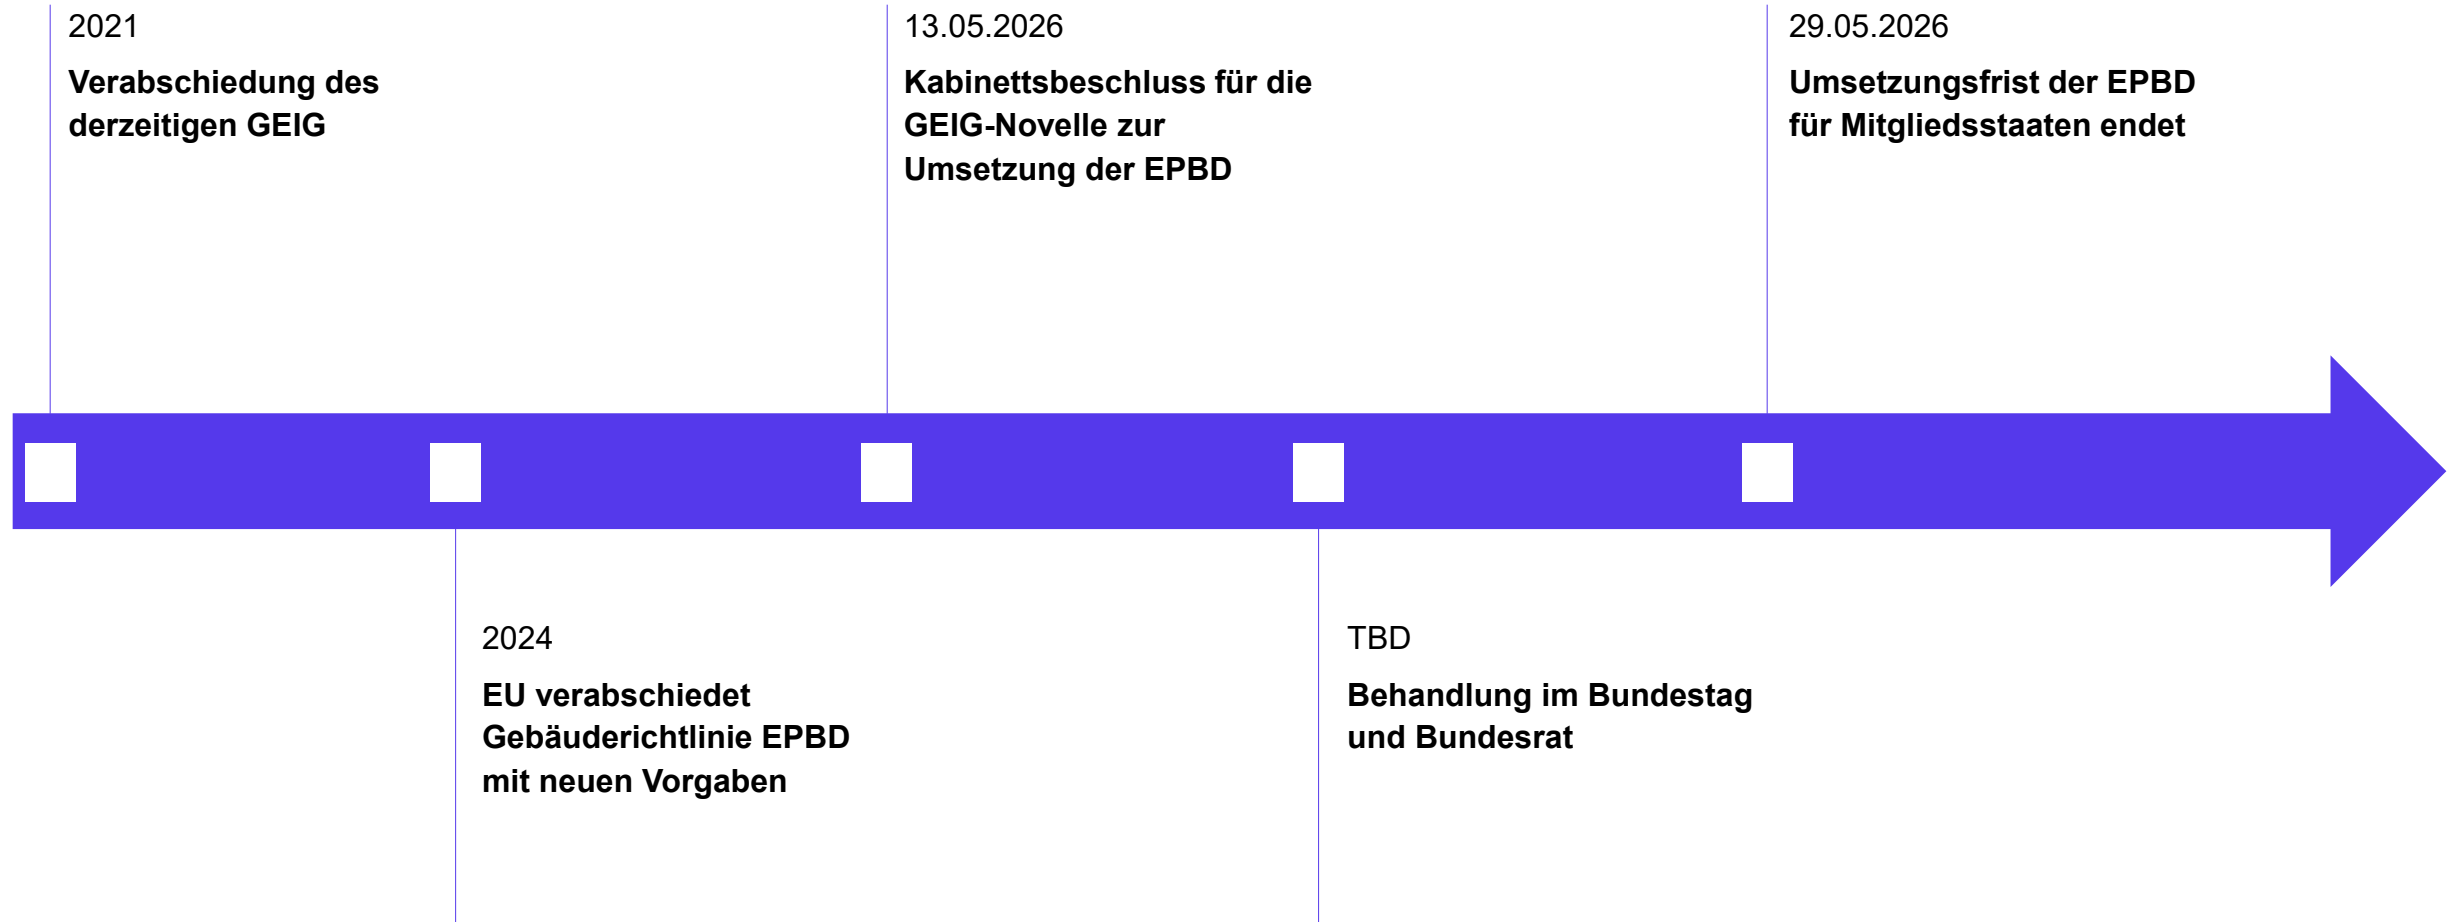 2021
Verabschiedung des
derzeitigen GEIG
13.05.2026
Kabinettsbeschluss für die
GEIG-Novelle zur
Umsetzung der EPBD
29.05.2026
Umsetzungsfrist der EPBD
für Mitgliedsstaaten endet
2024
EU verabschiedet
Gebäuderichtlinie EPBD
mit neuen Vorgaben
TBD
Behandlung im Bundestag
und Bundesrat